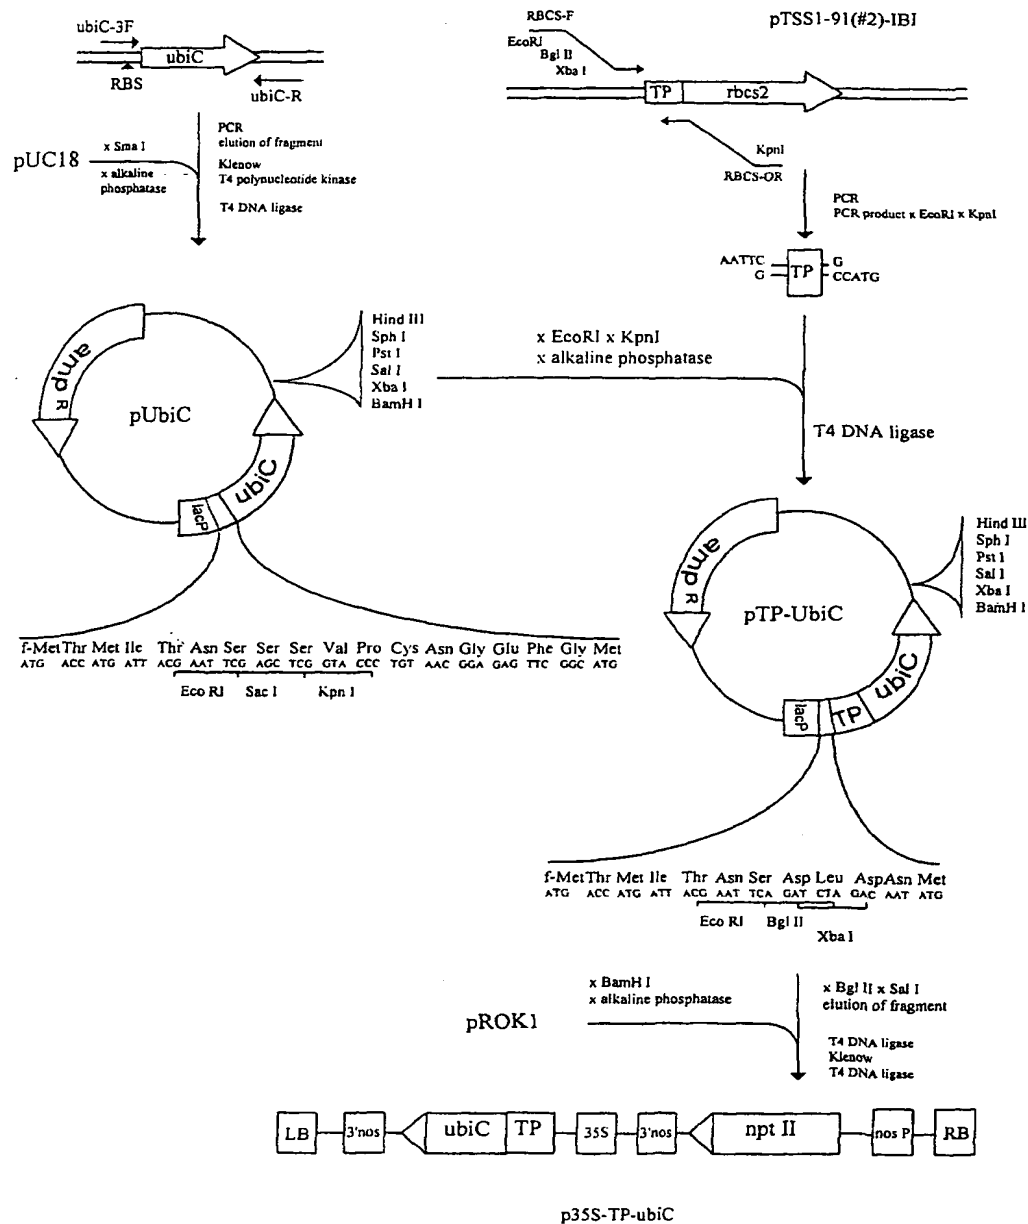 ubiC-3F
ubiC
RBS
ubiC-R
pUC18
x Sma I
x alkaline
phosphatase
PCR
elution of fragment
Klenow
T4 polynucleotide kinase
T4 DNA ligase
pTSS1-91(#2)-IBI
RBCS-F
EcoRI
Bgl II
Xba I
TP
rbcs2
KpnI
RBCS-OR
PCR
PCR product x EcoRI x KpnI
AATTC
G
TP
G
CCATG
Hind III
Sph I
Pst I
Sal I
Xba I
BamH I
amp R
pUbiC
ubiC
lacP
x EcoRI x KpnI
x alkaline phosphatase
T4 DNA ligase
f-Met Thr Met Ile Thr Asn Ser Ser Ser Val Pro Cys Asn Gly Glu Phe Gly Met
ATG ACC ATG ATT ACG AAT TCG AGC TCG GTA CCC TGT AAC GGA GAG TTC GGC ATG
Eco RI Sac I Kpn I
Hind III
Sph I
Pst I
Sal I
Xba I
BamH I
amp R
pTP-UbiC
ubiC
lacP
TP
f-Met Thr Met Ile Thr Asn Ser Asp Leu Asp Asn Met
ATG ACC ATG ATT ACG AAT TCA GAT CTA GAC AAT ATG
Eco RI Bgl II
Xba I
pROK1
x BamH I
x alkaline phosphatase
x Bgl II x Sal I
elution of fragment
T4 DNA ligase
Klenow
T4 DNA ligase
LB 3'nos ubiC TP 35S 3'nos npt II nos P RB
p35S-TP-ubiC